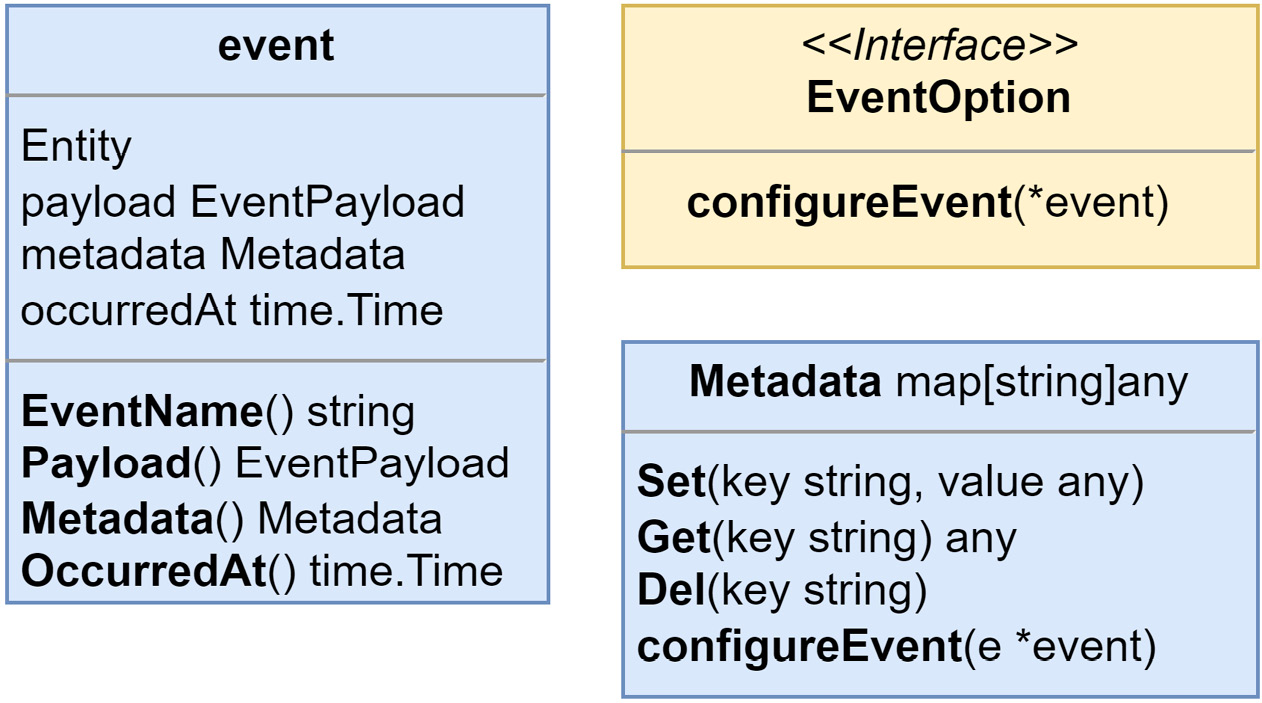 event
Entity
payload EventPayload
metadata Metadata
occurredAt time.Time
EventName() string
Payload() EventPayload
Metadata() Metadata
OccurredAt() time.Time
<<Interface>>
EventOption
configureEvent(*event)
Metadata map[string]any
Set(key string, value any)
Get(key string) any
Del(key string)
configureEvent(e *event)